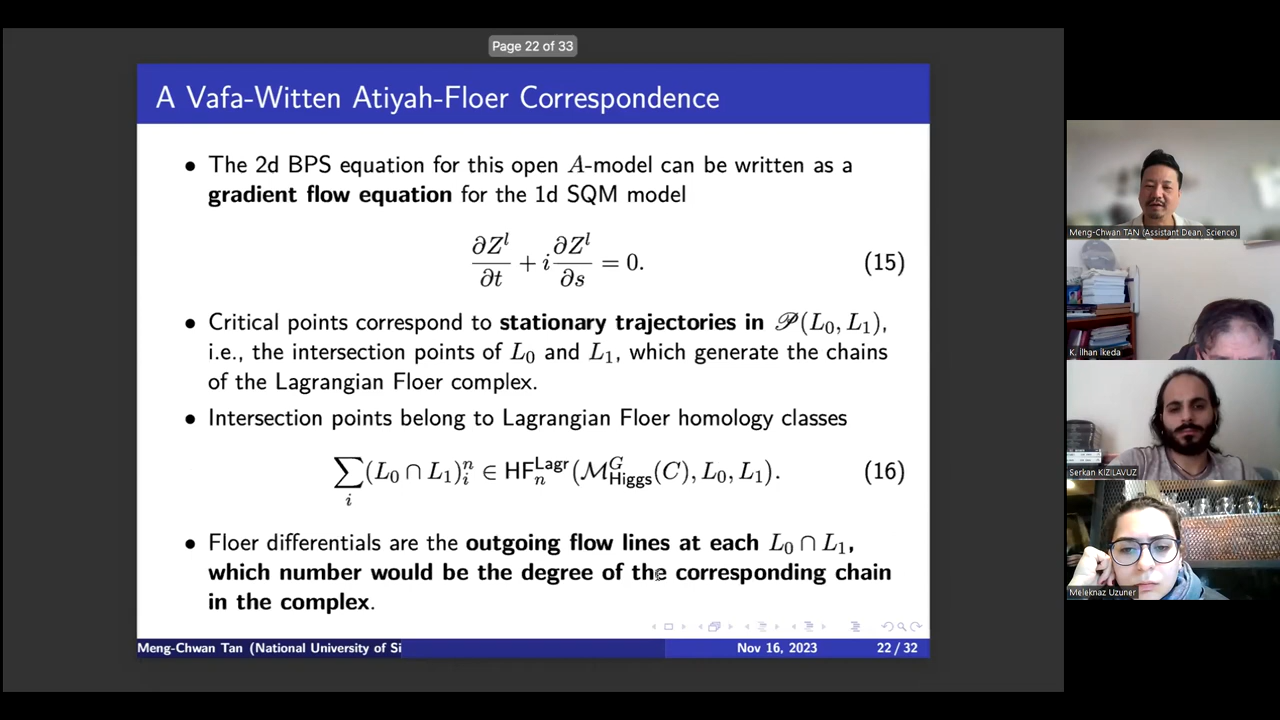 Page 22 of 33
A Vafa-Witten Atiyah-Floer Correspondence
• The 2d BPS equation for this open A-model can be written as a
gradient flow equation for the 1d SQM model
∂Z^l/∂t + i ∂Z^l/∂s = 0. (15)
• Critical points correspond to stationary trajectories in 𝒫(L_0, L_1),
i.e., the intersection points of L_0 and L_1, which generate the chains
of the Lagrangian Floer complex.
• Intersection points belong to Lagrangian Floer homology classes
∑_i (L_0 ∩ L_1)_i^n ∈ HF_n^Lagr(ℳ_Higgs^G(C), L_0, L_1). (16)
• Floer differentials are the outgoing flow lines at each L_0 ∩ L_1,
which number would be the degree of the corresponding chain
in the complex.
Meng-Chwan Tan (National University of Si
Nov 16, 2023
22 / 32
Meng-Chwan TAN (Assistant Dean, Science)
K. İlhan İkeda
Serkan KIZILAVUZ
Meleknaz Uzuner